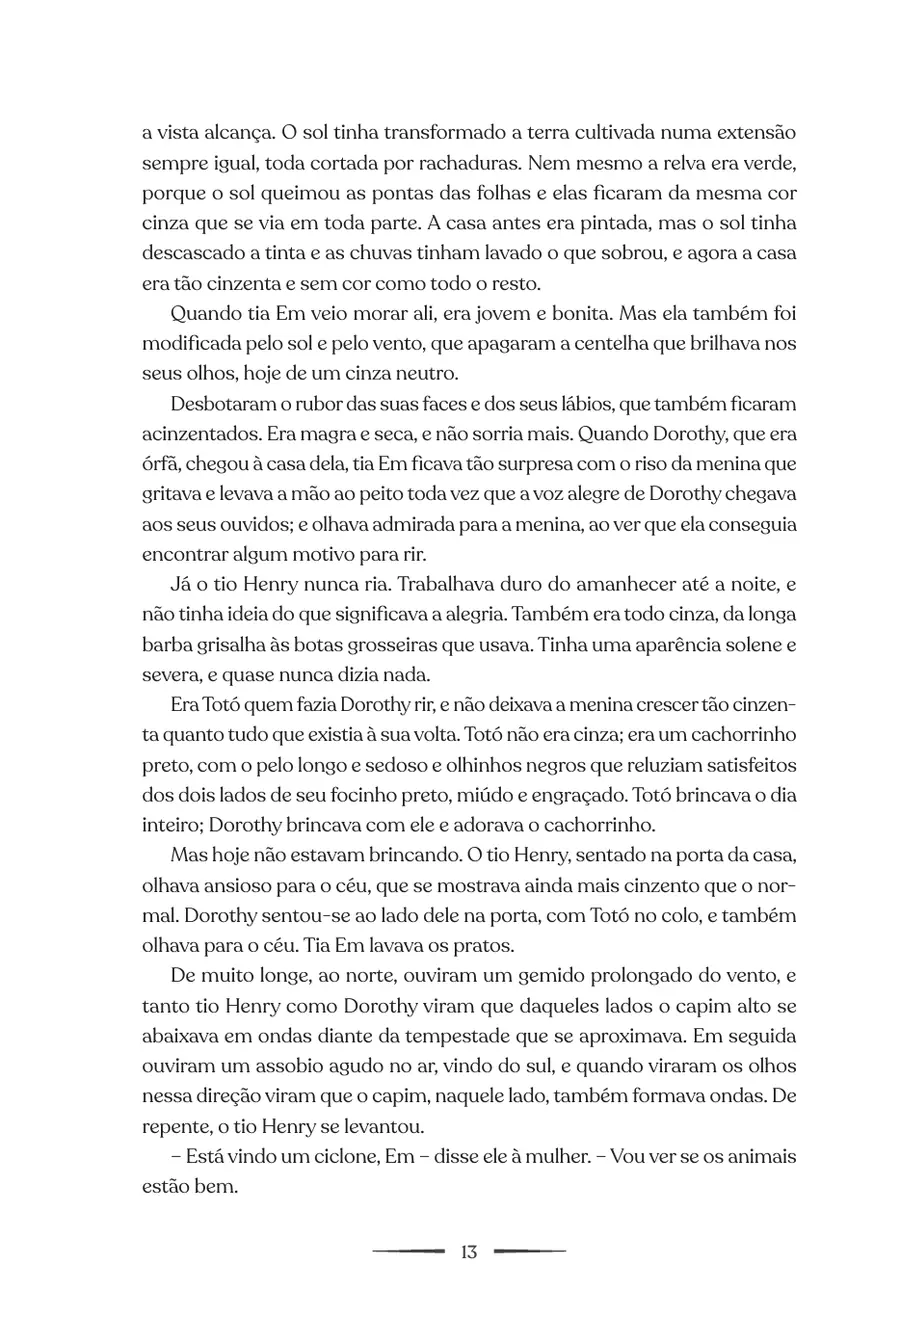 a vista alcança. O sol tinha transformado a terra cultivada numa extensão
sempre igual, toda cortada por rachaduras. Nem mesmo a relva era verde,
porque o sol queimou as pontas das folhas e elas ficaram da mesma cor
cinza que se via em toda parte. A casa antes era pintada, mas o sol tinha
descascado a tinta e as chuvas tinham lavado o que sobrou, e agora a casa
era tão cinzenta e sem cor como todo o resto.
Quando tia Em veio morar ali, era jovem e bonita. Mas ela também foi
modificada pelo sol e pelo vento, que apagaram a centelha que brilhava nos
seus olhos, hoje de um cinza neutro.
Desbotaram o rubor das suas faces e dos seus lábios, que também ficaram
acinzentados. Era magra e seca, e não sorria mais. Quando Dorothy, que era
órfã, chegou à casa dela, tia Em ficava tão surpresa com o riso da menina que
gritava e levava a mão ao peito toda vez que a voz alegre de Dorothy chegava
aos seus ouvidos; e olhava admirada para a menina, ao ver que ela conseguia
encontrar algum motivo para rir.
Já o tio Henry nunca ria. Trabalhava duro do amanhecer até a noite, e
não tinha ideia do que significava a alegria. Também era todo cinza, da longa
barba grisalha às botas grosseiras que usava. Tinha uma aparência solene e
severa, e quase nunca dizia nada.
Era Totó quem fazia Dorothy rir, e não deixava a menina crescer tão cinzen-
ta quanto tudo que existia à sua volta. Totó não era cinza; era um cachorrinho
preto, com o pelo longo e sedoso e olhinhos negros que reluziam satisfeitos
dos dois lados de seu focinho preto, miúdo e engraçado. Totó brincava o dia
inteiro; Dorothy brincava com ele e adorava o cachorrinho.
Mas hoje não estavam brincando. O tio Henry, sentado na porta da casa,
olhava ansioso para o céu, que se mostrava ainda mais cinzento que o nor-
mal. Dorothy sentou-se ao lado dele na porta, com Totó no colo, e também
olhava para o céu. Tia Em lavava os pratos.
De muito longe, ao norte, ouviram um gemido prolongado do vento, e
tanto tio Henry como Dorothy viram que daqueles lados o capim alto se
abaixava em ondas diante da tempestade que se aproximava. Em seguida
ouviram um assobio agudo no ar, vindo do sul, e quando viraram os olhos
nessa direção viram que o capim, naquele lado, também formava ondas. De
repente, o tio Henry se levantou.
– Está vindo um ciclone, Em – disse ele à mulher. – Vou ver se os animais
estão bem.
13